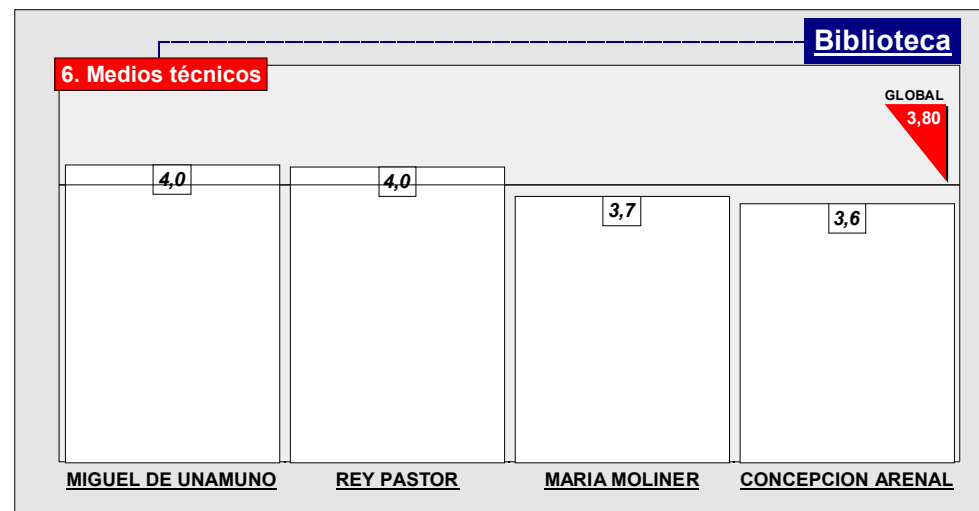 Biblioteca
6. Medios técnicos
GLOBAL
3,80
4,0
4,0
3,7
3,6
MIGUEL DE UNAMUNO
REY PASTOR
MARIA MOLINER
CONCEPCION ARENAL